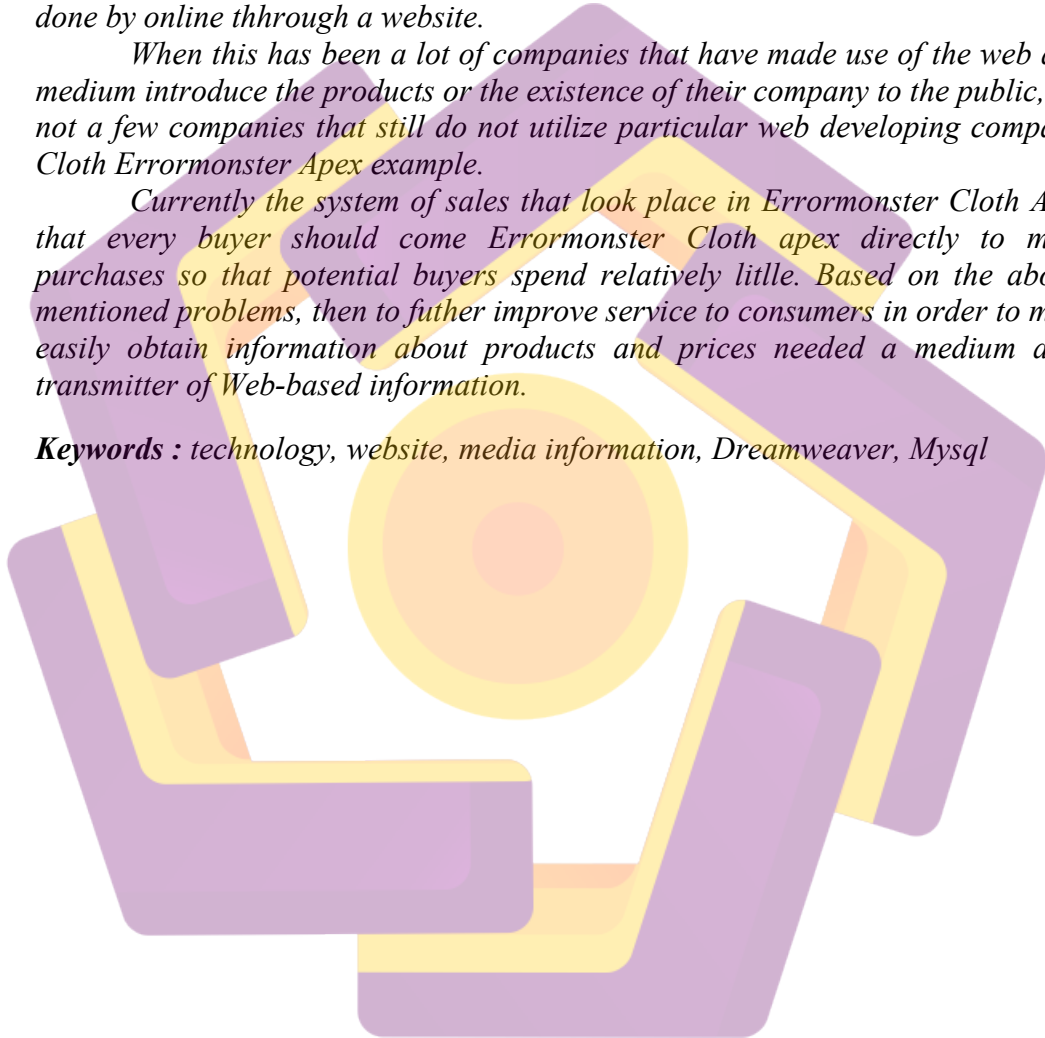 done by online thhrough a website.
When this has been a lot of companies that have made use of the web
medium introduce the products or the existence of their company to the public,
not a few companies that still do not utilize particular web developing
Cloth Errormonster Apex example.
Currently the system of sales that look place in Errormonster Cloth
that every buyer should come Errormonster Cloth apex directly to
purchases so that potential buyers spend relatively litlle. Based on the
mentioned problems, then to futher improve service to consumers in order to
easily obtain information about products and prices needed a medium
transmitter of Web-based information.
Keywords : technology, website, media information, Dreamweaver, Mysql